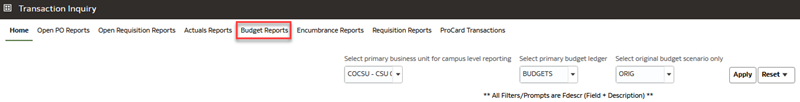 Transaction Inquiry
Home Open PO Reports Open Requisition Reports Actuals Reports Budget Reports Encumbrance Reports Requisition Reports ProCard Transactions
Select primary business unit for campus level reporting Select primary budget ledger Select original budget scenario only
COCSU - CSU BUDGETS ORIG Apply Reset
** All Filters/Prompts are Fdescr (Field + Description) **